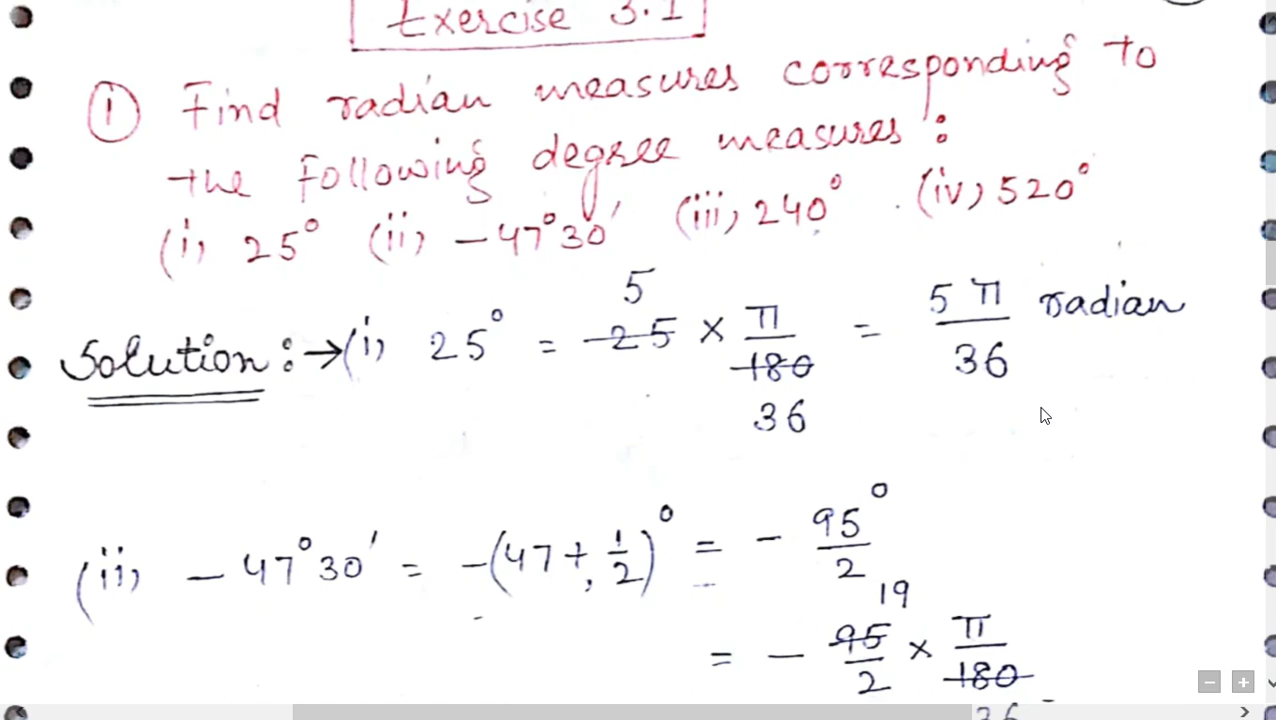 Exercise 3.1
① Find radian measures corresponding to
the following degree measures :
(i) 25° (ii) -47°30′ (iii) 240° (iv) 520°
5
Solution :→ (i) 25° = 25 × π/180 = 5π/36 radian
36
(ii) -47°30′ = -(47 + 1/2)° = - 95/2°
19
= - 95/2 × π/180
36